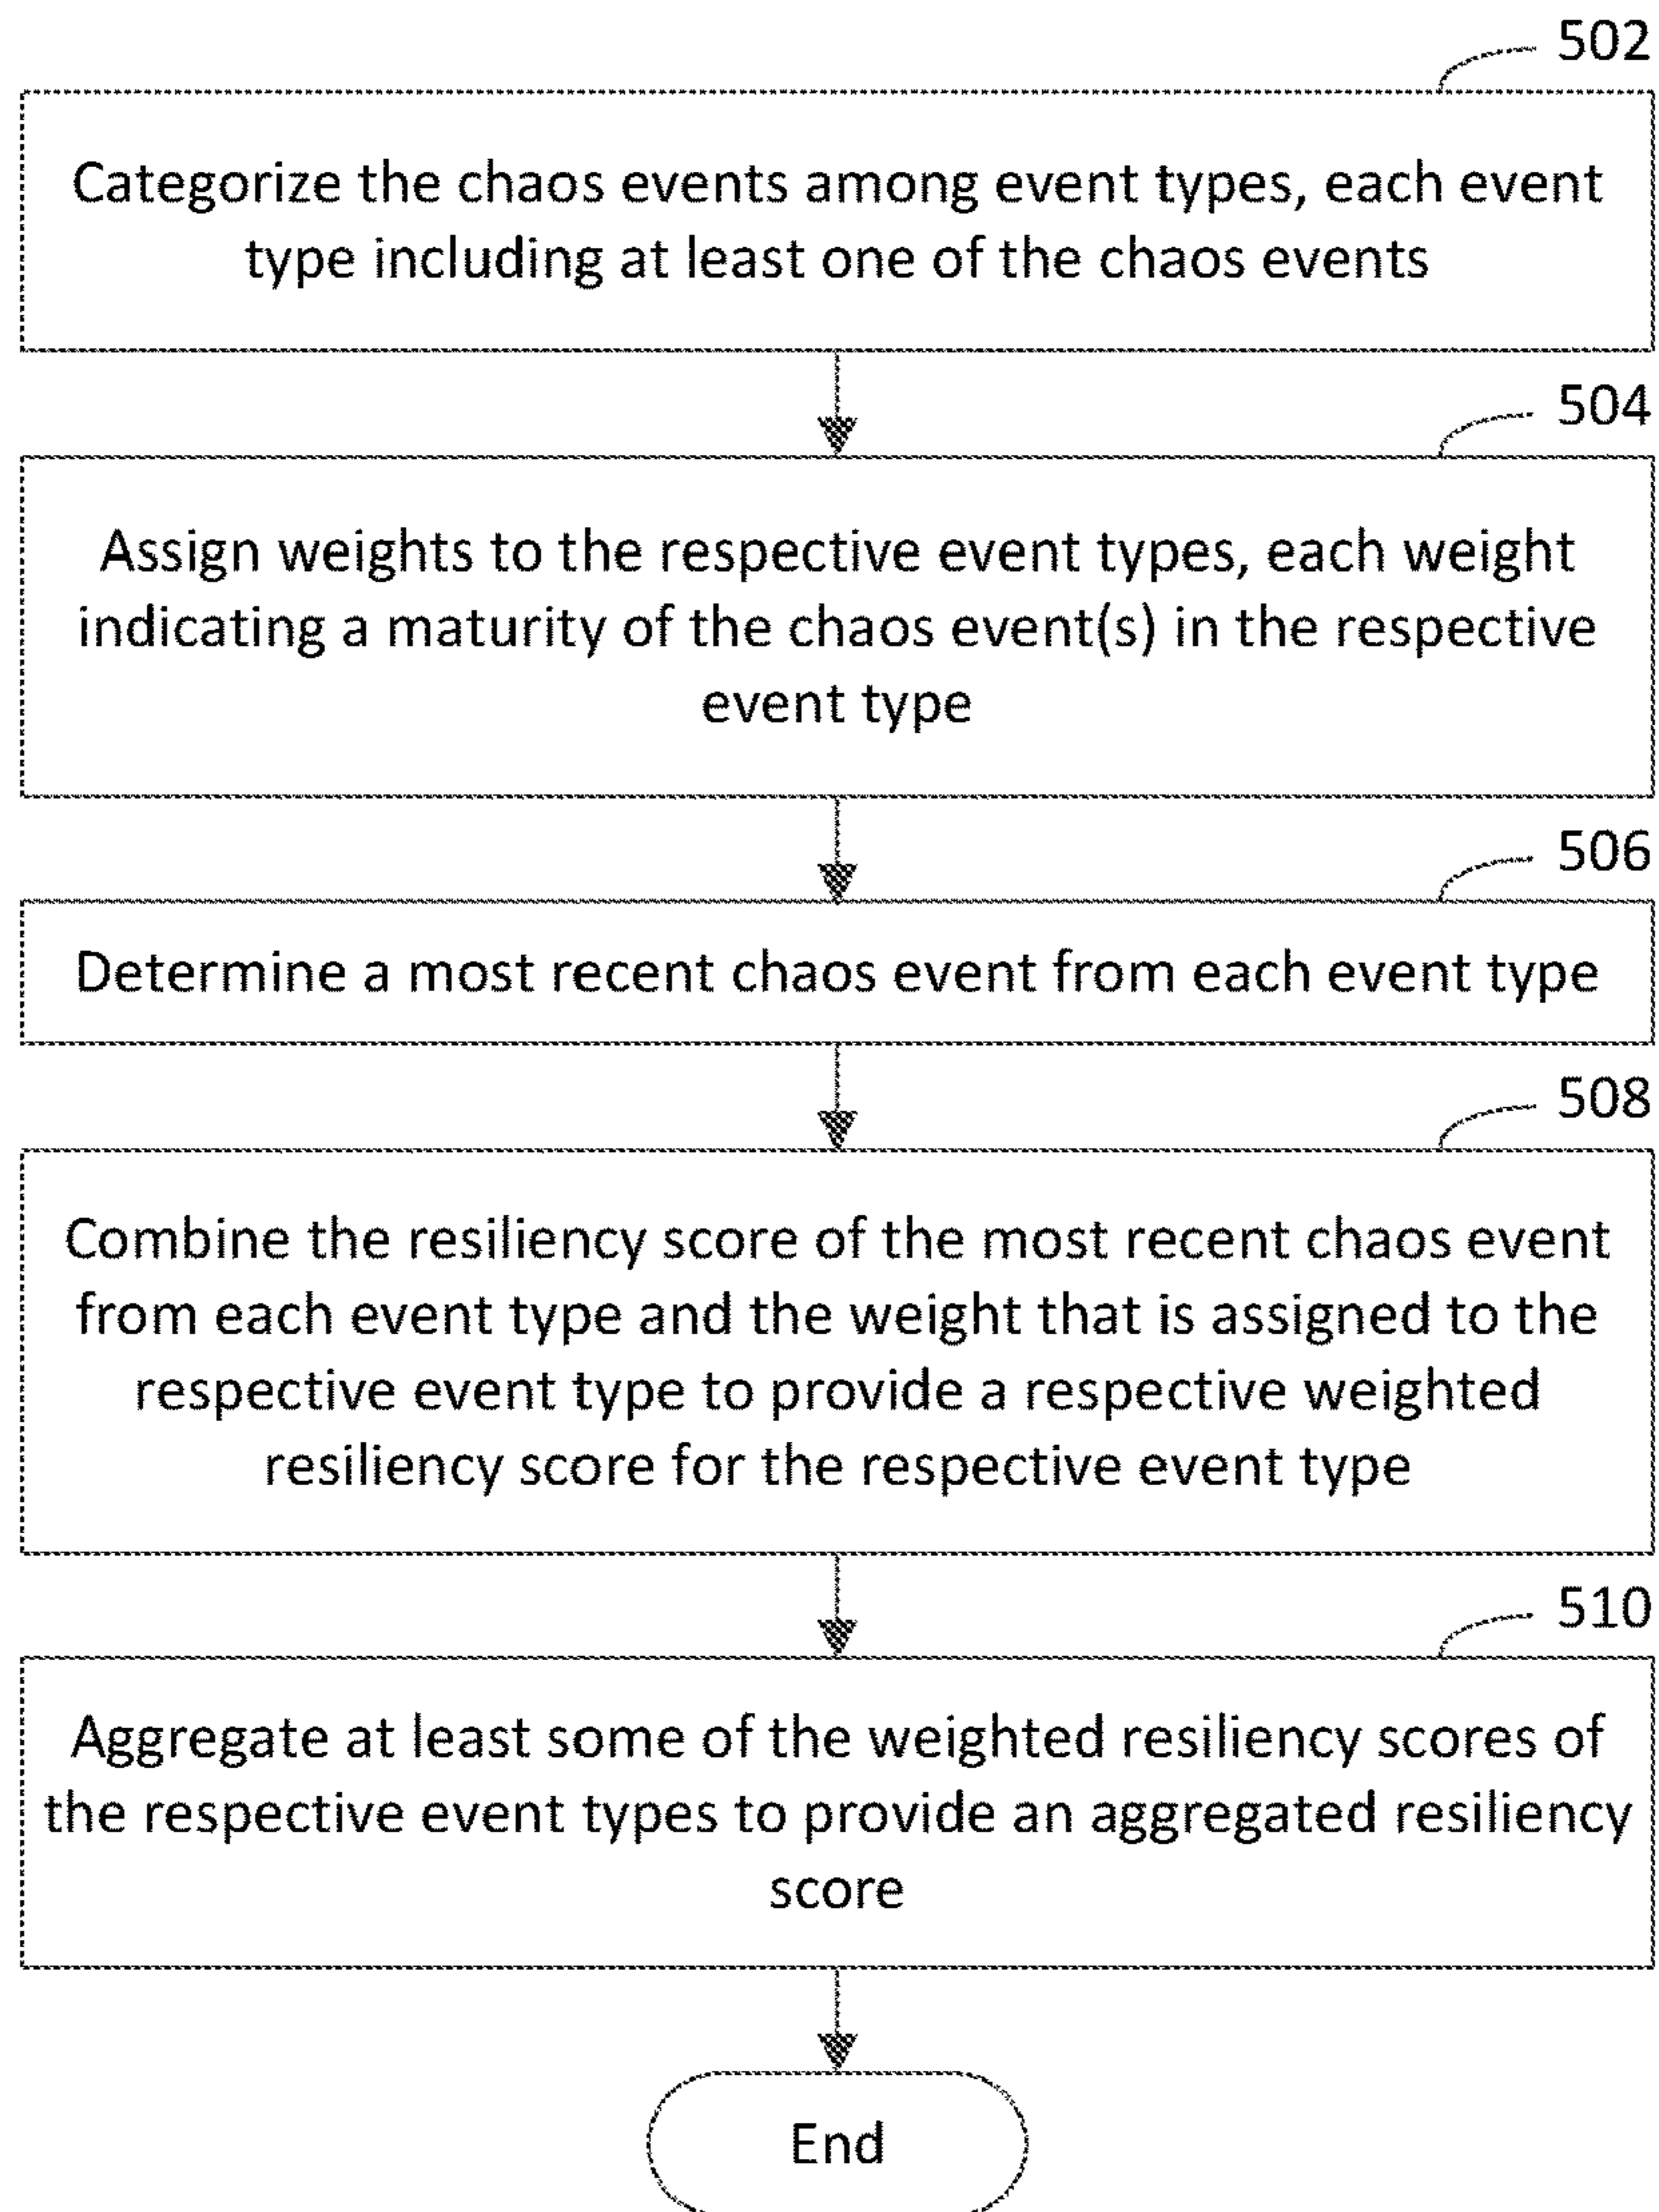 502
Categorize the chaos events among event types, each event
type including at least one of the chaos events
504
Assign weights to the respective event types, each weight
indicating a maturity of the chaos event(s) in the respective
event type
506
Determine a most recent chaos event from each event type
508
Combine the resiliency score of the most recent chaos event
from each event type and the weight that is assigned to the
respective event type to provide a respective weighted
resiliency score for the respective event type
510
Aggregate at least some of the weighted resiliency scores of
the respective event types to provide an aggregated resiliency
score
End